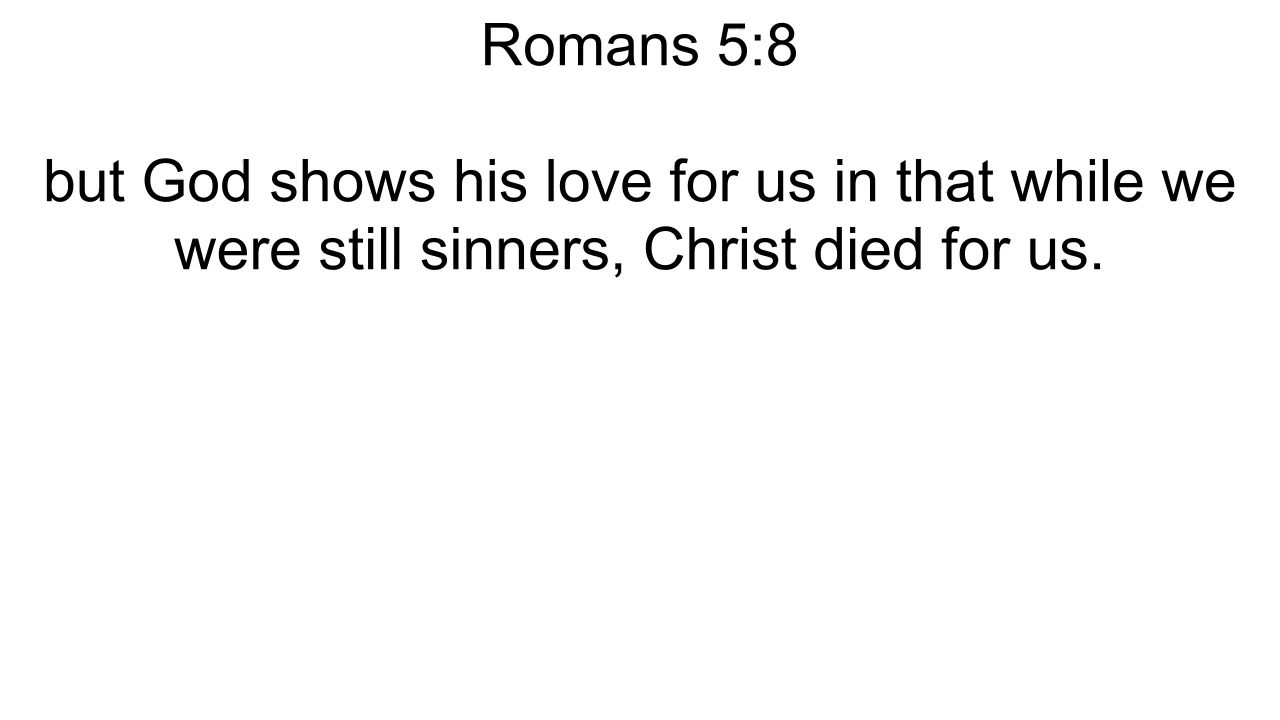 Romans 5:8
but God shows his love for us in that while we
were still sinners, Christ died for us.